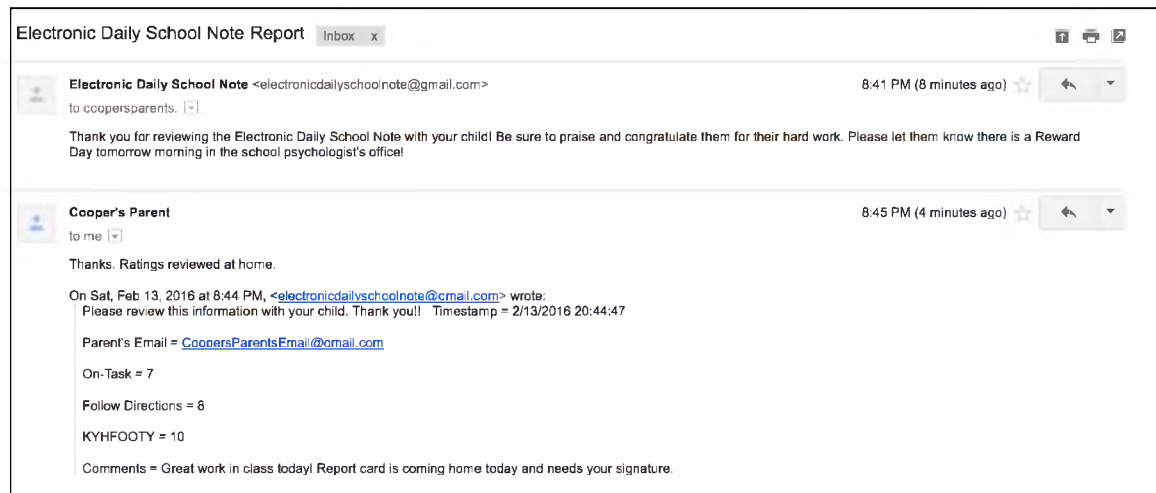 Electronic Daily School Note Report Inbox x
Electronic Daily School Note <electronicdailyschoolnote@gmail.com> 8:41 PM (8 minutes ago)
to coopersparents.
Thank you for reviewing the Electronic Daily School Note with your child! Be sure to praise and congratulate them for their hard work. Please let them know there is a Reward
Day tomorrow morning in the school psychologist's office!
Cooper's Parent 8:45 PM (4 minutes ago)
to me
Thanks. Ratings reviewed at home.
On Sat, Feb 13, 2016 at 8:44 PM, <electronicdailyschoolnote@gmail.com> wrote:
Please review this information with your child. Thank you!! Timestamp = 2/13/2016 20:44:47
Parent's Email = CoopersParentsEmail@gmail.com
On-Task = 7
Follow Directions = 8
KYHFOOTY = 10
Comments = Great work in class today! Report card is coming home today and needs your signature.